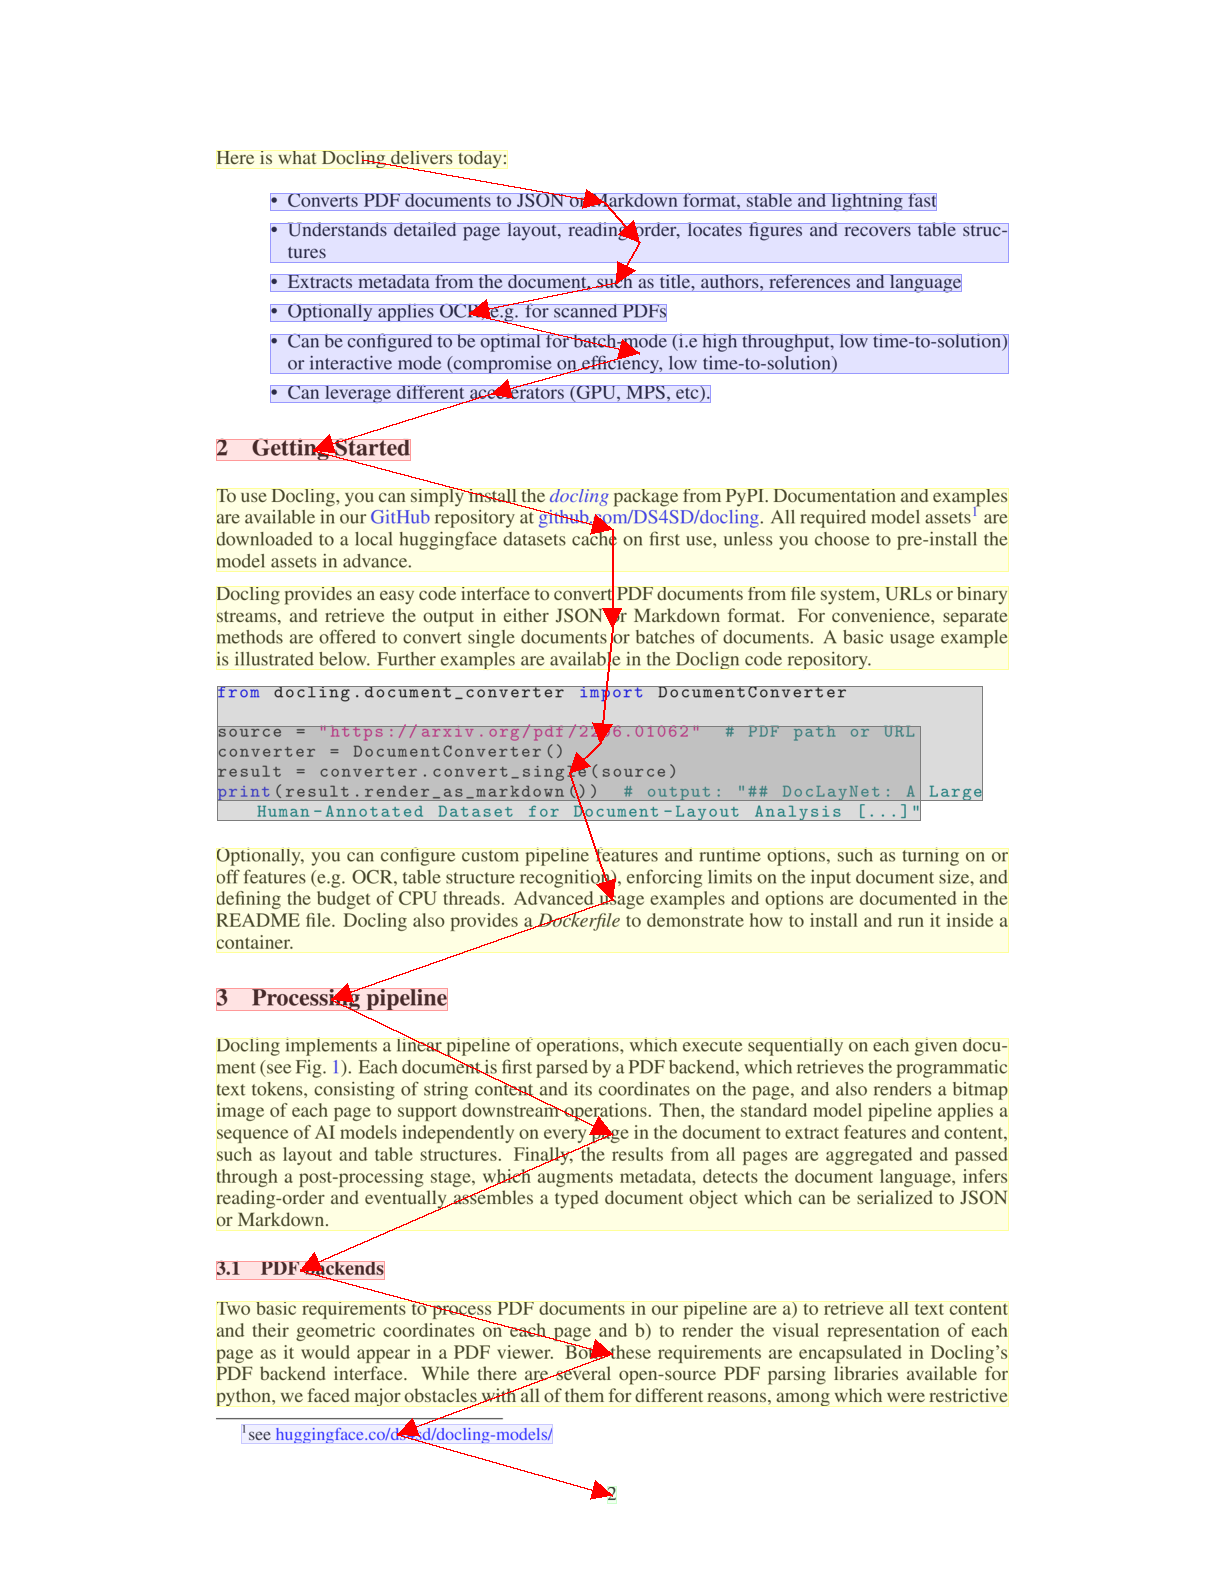 Here is what Docling delivers today:
• Converts PDF documents to JSON or Markdown format, stable and lightning fast
• Understands detailed page layout, reading order, locates figures and recovers table struc-
tures
• Extracts metadata from the document, such as title, authors, references and language
• Optionally applies OCR, e.g. for scanned PDFs
• Can be configured to be optimal for batch-mode (i.e high throughput, low time-to-solution)
or interactive mode (compromise on efficiency, low time-to-solution)
• Can leverage different accelerators (GPU, MPS, etc).
2 Getting Started
To use Docling, you can simply install the docling package from PyPI. Documentation and examples
are available in our GitHub repository at github.com/DS4SD/docling. All required model assets1 are
downloaded to a local huggingface datasets cache on first use, unless you choose to pre-install the
model assets in advance.
Docling provides an easy code interface to convert PDF documents from file system, URLs or binary
streams, and retrieve the output in either JSON or Markdown format. For convenience, separate
methods are offered to convert single documents or batches of documents. A basic usage example
is illustrated below. Further examples are available in the Doclign code repository.
from docling.document_converter import DocumentConverter
source = "https://arxiv.org/pdf/2206.01062" # PDF path or URL
converter = DocumentConverter()
result = converter.convert_single(source)
print(result.render_as_markdown()) # output: "## DocLayNet: A Large
Human-Annotated Dataset for Document-Layout Analysis [...]"
Optionally, you can configure custom pipeline features and runtime options, such as turning on or
off features (e.g. OCR, table structure recognition), enforcing limits on the input document size, and
defining the budget of CPU threads. Advanced usage examples and options are documented in the
README file. Docling also provides a Dockerfile to demonstrate how to install and run it inside a
container.
3 Processing pipeline
Docling implements a linear pipeline of operations, which execute sequentially on each given docu-
ment (see Fig. 1). Each document is first parsed by a PDF backend, which retrieves the programmatic
text tokens, consisting of string content and its coordinates on the page, and also renders a bitmap
image of each page to support downstream operations. Then, the standard model pipeline applies a
sequence of AI models independently on every page in the document to extract features and content,
such as layout and table structures. Finally, the results from all pages are aggregated and passed
through a post-processing stage, which augments metadata, detects the document language, infers
reading-order and eventually assembles a typed document object which can be serialized to JSON
or Markdown.
3.1 PDF backends
Two basic requirements to process PDF documents in our pipeline are a) to retrieve all text content
and their geometric coordinates on each page and b) to render the visual representation of each
page as it would appear in a PDF viewer. Both these requirements are encapsulated in Docling's
PDF backend interface. While there are several open-source PDF parsing libraries available for
python, we faced major obstacles with all of them for different reasons, among which were restrictive
1see huggingface.co/ds4sd/docling-models/
2